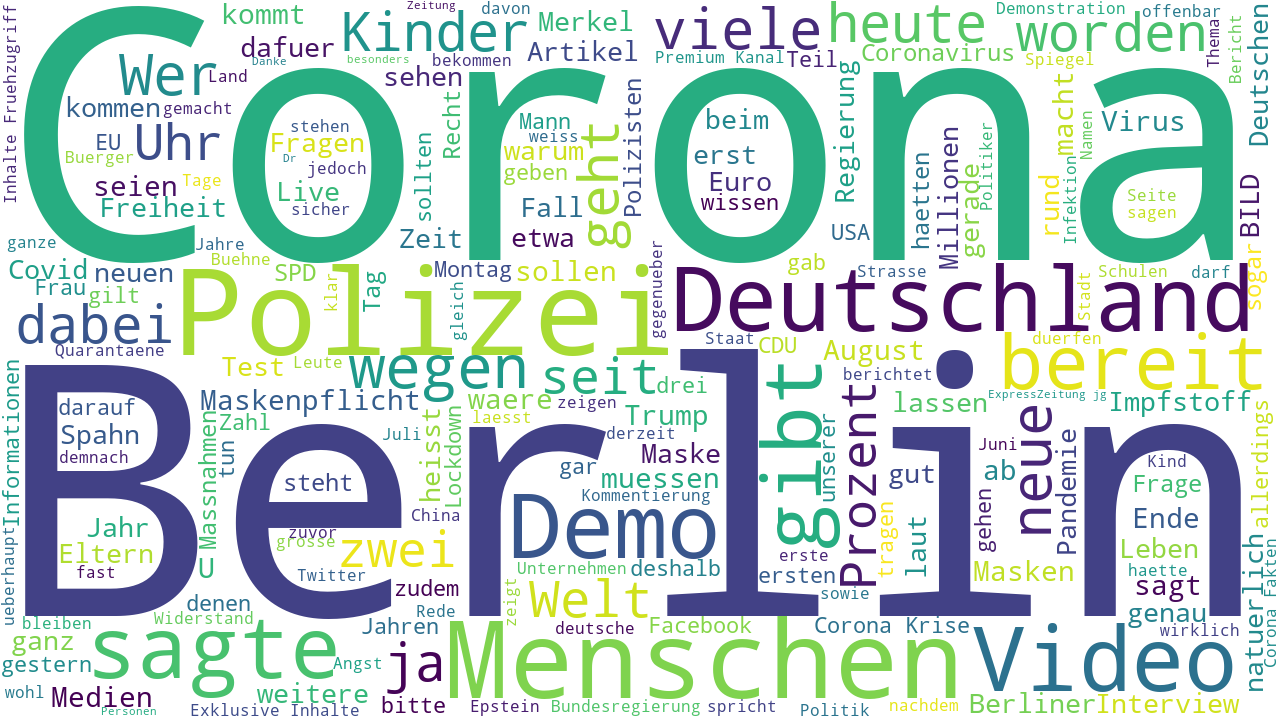 Corona
Berlin
Polizei
Deutschland
Menschen
Demo
Video
sagte
gibt
bereit
viele
heute
worden
Kinder
Wer
Uhr
geht
dabei
wegen
seit
Prozent
neue
zwei
Welt
ja
Inhalte Fruehzugriff
kommt
Zeitung
davon
Merkel
dafuer
Artikel
Land
Danke
besonders
bekommen
sehen
kommen
gemacht
EU
Buerger
seien
Tage
Freiheit
stehen
Fragen
Dr
jedoch
Live
sicher
sollten
Recht
Mann
weiss
warum
geben
Fall
etwa
Zeit
Polizisten
Premium Kanal
Teil
Coronavirus
Demonstration
offenbar
Spiegel
Thema
Bericht
Deutschen
beim
erst
Euro
wissen
Regierung
USA
haetten
Millionen
gerade
Politiker
rund
macht
Infektion
Namen
Virus
Seite
sagen
BILD
sogar
ganze
Jahre
Buehne
Covid
neuen
SPD
Frau
gilt
klar
Tag
Montag
sollen
gleich
gegenueber
gab
Strasse
Schulen
darf
Stadt
Quarantaene
Test
Leute
Staat
CDU
August
duerfen
berichtet
ExpressZeitung jg
Maskenpflicht
waere
drei
zeigen
lassen
Impfstoff
Informationen
darauf
Spahn
demnach
Massnahmen
Zahl
tun
Juli
heisst
Lockdown
laesst
derzeit
Trump
Maske
gar
muessen
Kommentierung
unserer
gut
ab
Juni
Pandemie
Kind
Frage
allerdings
steht
China
zuvor
grosse
Jahr
Eltern
fast
U
Twitter
zudem
Unternehmen
deshalb
erste
ersten
sowie
laut
tragen
gehen
Masken
Ende
Leben
haette
sagt
genau
natuerlich
Corona Fakten
ueberhaupt
bleiben
Widerstand
denen
ganz
gestern
wohl
Medien
Personen
Jahren
Rede
zeigt
Angst
weitere
Exklusive Inhalte
bitte
deutsche
Facebook
Corona Krise
wirklich
Epstein
Bundesregierung
spricht
Politik
nachdem
Berliner
Interview